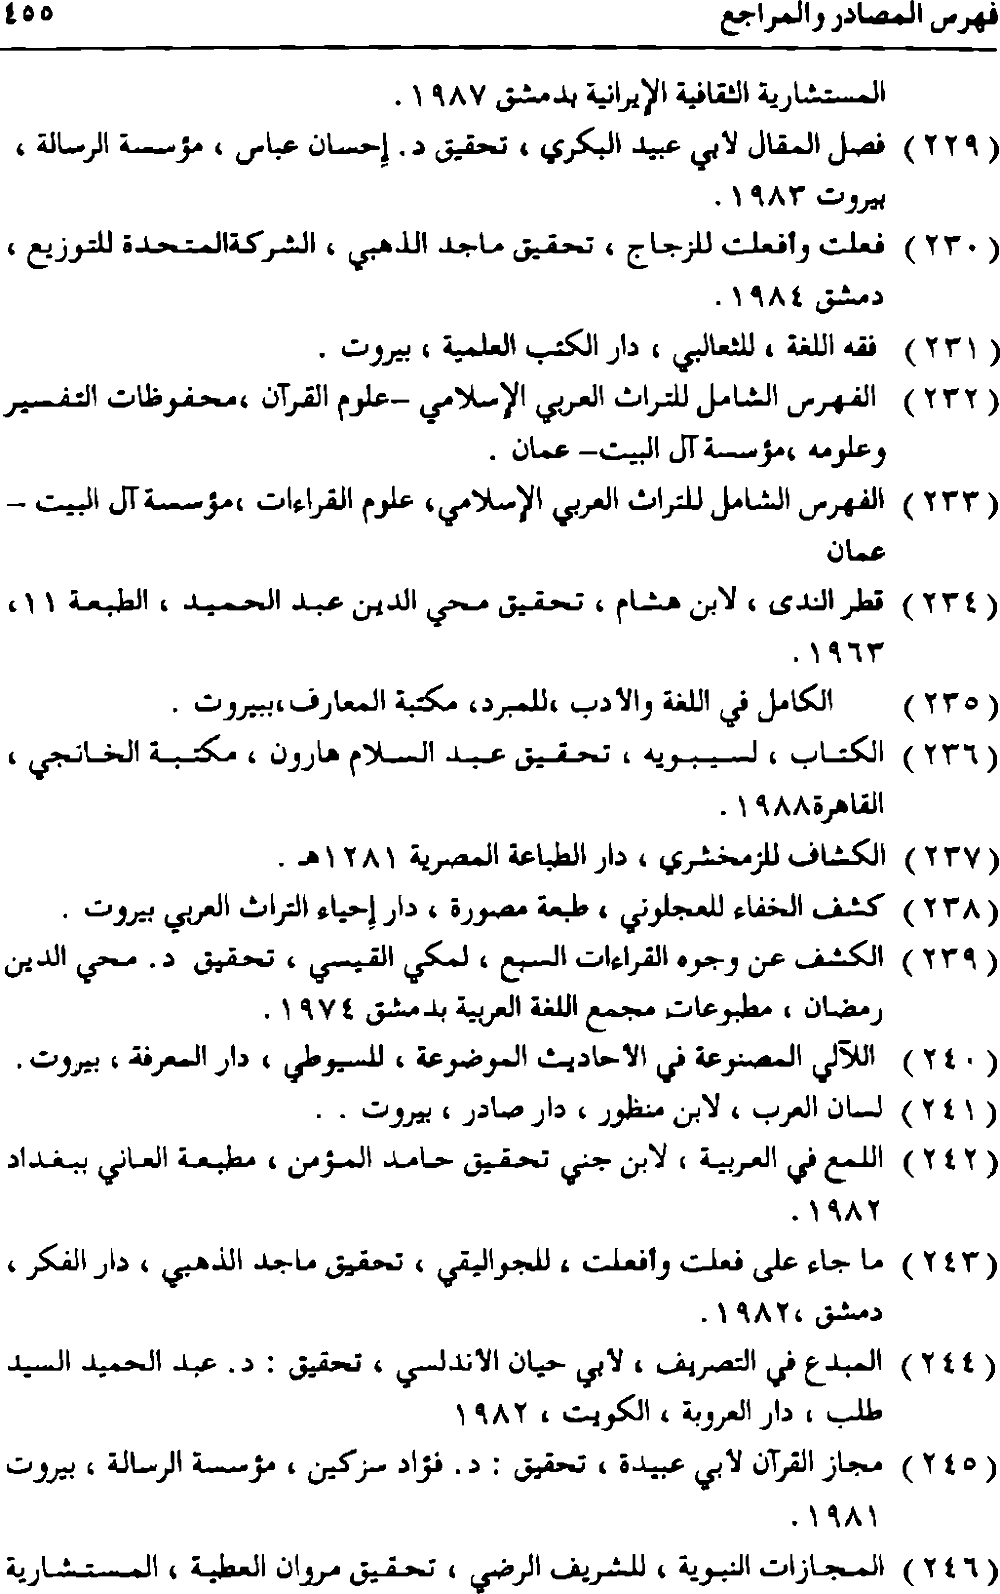 فهرس المصادر والمراجع ٤٥٥
المستشارية الثقافية الإيرانية بدمشق ١٩٨٧ .
(٢٢٩) فصل المقال لأبي عبيد البكري ، تحقيق د. إحسان عباس ، مؤسسة الرسالة ،
بيروت ١٩٨٣ .
(٢٣٠) فعلت وأفعلت للزجاج ، تحقيق ماجد الذهبي ، الشركةالمتحدة للتوزيع ،
دمشق ١٩٨٤ .
(٢٣١) فقه اللغة ، للثعالبي ، دار الكتب العلمية ، بيروت .
(٢٣٢) الفهرس الشامل للتراث العربي الإسلامي –علوم القرآن ،محفوظات التفسير
وعلومه ،مؤسسة آل البيت– عمان .
(٢٣٣) الفهرس الشامل للتراث العربي الإسلامي، علوم القراءات ،مؤسسة آل البيت –
عمان
(٢٣٤) قطر الندى ، لابن هشام ، تحقيق محي الدين عبد الحميد ، الطبعة ١١،
١٩٦٣ .
(٢٣٥) الكامل في اللغة والأدب ،للمبرد، مكتبة المعارف،ببيروت .
(٢٣٦) الكتاب ، لسيبويه ، تحقيق عبد السلام هارون ، مكتبة الخانجي ،
القاهرة١٩٨٨ .
(٢٣٧) الكشاف للزمخشري ، دار الطباعة المصرية ١٢٨١هـ .
(٢٣٨) كشف الخفاء للعجلوني ، طبعة مصورة ، دار إحياء التراث العربي بيروت .
(٢٣٩) الكشف عن وجوه القراءات السبع ، لمكي القيسي ، تحقيق د. محي الدين
رمضان ، مطبوعات مجمع اللغة العربية بدمشق ١٩٧٤ .
(٢٤٠) اللآلي المصنوعة في الأحاديث الموضوعة ، للسيوطي ، دار المعرفة ، بيروت.
(٢٤١) لسان العرب ، لابن منظور ، دار صادر ، بيروت . .
(٢٤٢) اللمع في العربية ، لابن جني تحقيق حامد المؤمن ، مطبعة العاني ببغداد
١٩٨٢ .
(٢٤٣) ما جاء على فعلت وأفعلت ، للجواليقي ، تحقيق ماجد الذهبي ، دار الفكر ،
دمشق ،١٩٨٢ .
(٢٤٤) المبدع في التصريف ، لأبي حيان الأندلسي ، تحقيق : د. عبد الحميد السيد
طلب ، دار العروبة ، الكويت ، ١٩٨٢
(٢٤٥) مجاز القرآن لأبي عبيدة ، تحقيق : د. فؤاد سزكين ، مؤسسة الرسالة ، بيروت
١٩٨١ .
(٢٤٦) المجازات النبوية ، للشريف الرضي ، تحقيق مروان العطية ، المستشارية